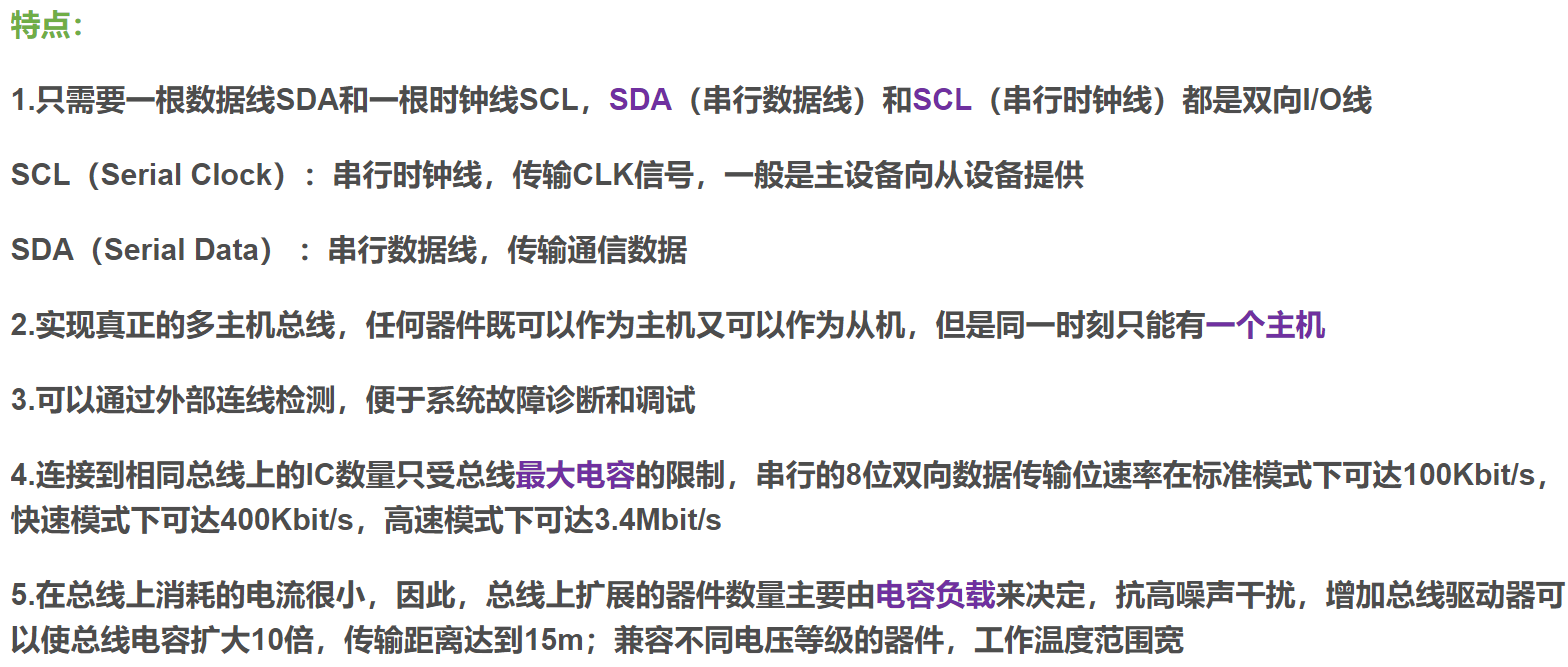 特点：
1.只需要一根数据线SDA和一根时钟线SCL，SDA（串行数据线）和SCL（串行时钟线）都是双向I/O线
SCL（Serial Clock）：串行时钟线，传输CLK信号，一般是主设备向从设备提供
SDA（Serial Data） ：串行数据线，传输通信数据
2.实现真正的多主机总线，任何器件既可以作为主机又可以作为从机，但是同一时刻只能有一个主机
3.可以通过外部连线检测，便于系统故障诊断和调试
4.连接到相同总线上的IC数量只受总线最大电容的限制，串行的8位双向数据传输位速率在标准模式下可达100Kbit/s，
快速模式下可达400Kbit/s，高速模式下可达3.4Mbit/s
5.在总线上消耗的电流很小，因此，总线上扩展的器件数量主要由电容负载来决定，抗高噪声干扰，增加总线驱动器可
以使总线电容扩大10倍，传输距离达到15m；兼容不同电压等级的器件，工作温度范围宽